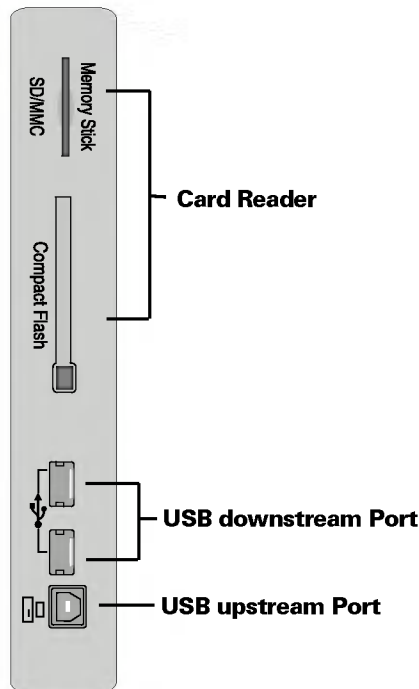 Memory Stick
SD/MMC
Card Reader
Compact Flash
USB downstream Port
USB upstream Port